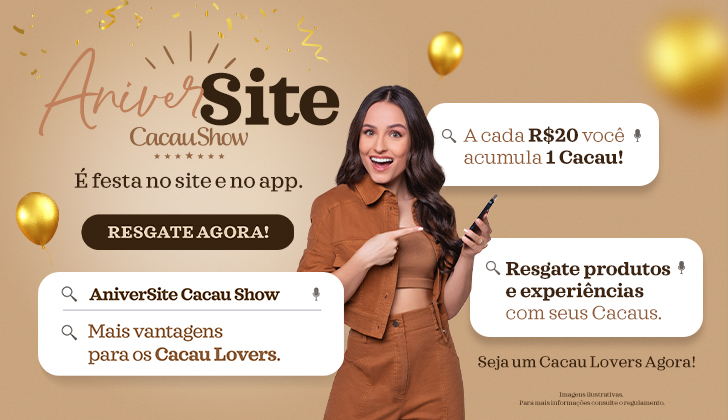 AniverSite
CacauShow
É festa no site e no app.
RESGATE AGORA!
AniverSite Cacau Show
Mais vantagens
para os Cacau Lovers.
A cada R$20 você
acumula 1 Cacau!
Resgate produtos
e experiências
com seus Cacaus.
Seja um Cacau Lovers Agora!
Imagens ilustrativas.
Para mais informações consulte o regulamento.